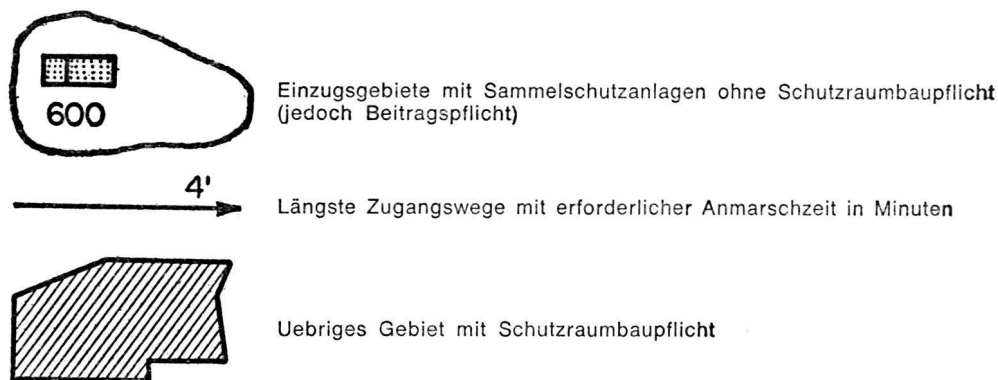 600
Einzugsgebiete mit Sammelschutzanlagen ohne Schutzraumbaupflicht
(jedoch Beitragspflicht)
4'
Längste Zugangswege mit erforderlicher Anmarschzeit in Minuten
Uebriges Gebiet mit Schutzraumbaupflicht